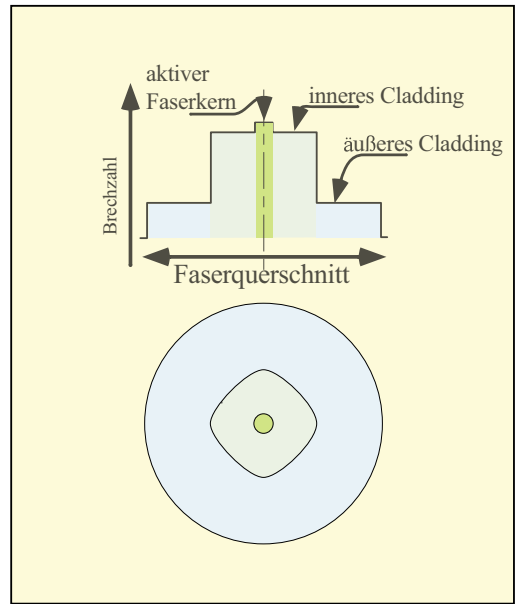 aktiver
Faserkern
inneres Cladding
äußeres Cladding
Brechzahl
Faserquerschnitt